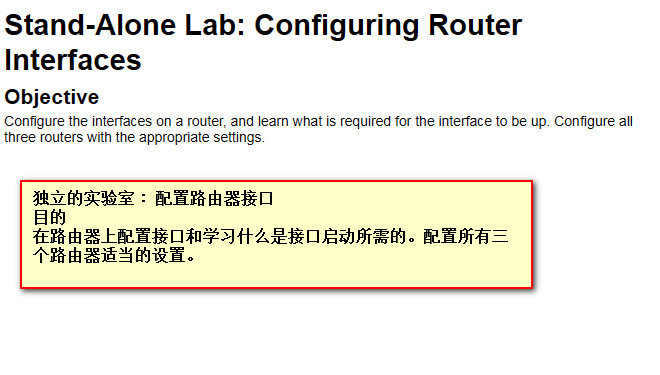 Stand-Alone Lab: Configuring Router
Interfaces
Objective
Configure the interfaces on a router, and learn what is required for the interface to be up. Configure all
three routers with the appropriate settings.
独立的实验室： 配置路由器接口
目的
在路由器上配置接口和学习什么是接口启动所需的。配置所有三
个路由器适当的设置。